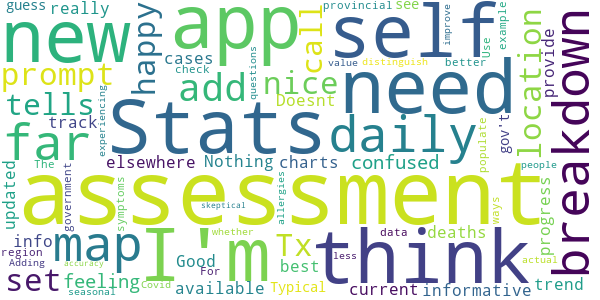 guess really provincial see
new app self
happy call improve example
cases check questions value distinguish Use better
prompt add nice location provide breakdown
tells Doesnt need
far track Stats daily populate gov't
experiencing elsewhere Nothing charts confused
updated The symptoms assessment people
government allergies skeptical ways progress
info map I'm Tx data deaths think
region Adding whether less actual
set feeling Good For best trend
accuracy available current informative
seasonal Covid Typical